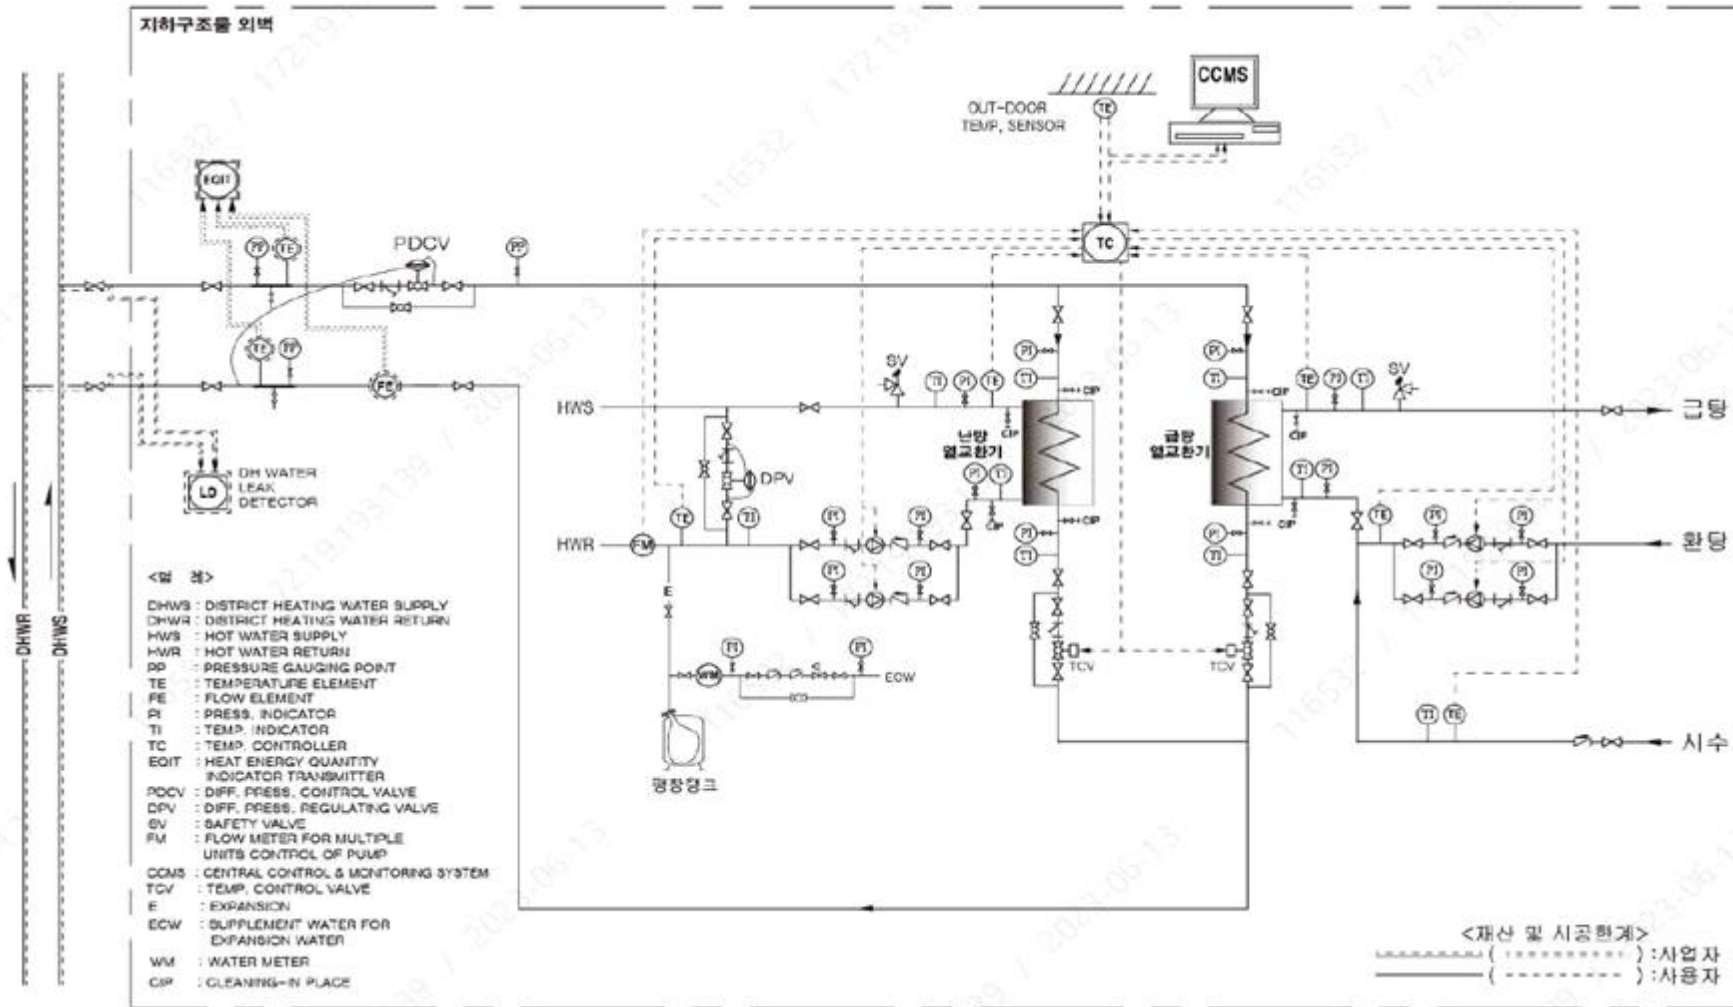 지하구조물 외벽
CCMS
OUT-DOOR
TEMP, SENSOR
TE
EQIT
TC
PP
TE
PDCV
PP
TE
PP
FE
PI
TI
CIP
PI
TI
CIP
SV
TI
PI
TE
TE
PI
TI
SV
HWS
CIP
난방
열교환기
급탕
열교환기
CIP
급탕
DPV
LD
DH WATER
LEAK
DETECTOR
PI
TI
CIP
TI
PI
CIP
TE
TI
PI
PI
CIP
PI
TI
CIP
PI
TI
TE
PI
PI
HWR
FM
환탕
PI
PI
PI
PI
E
TCV
TCV
PI
PI
WM
ECW
TI
TE
시수
팽창탱크
DHWR
DHWS
<범 례>
DHWS : DISTRICT HEATING WATER SUPPLY
DHWR : DISTRICT HEATING WATER RETURN
HWS : HOT WATER SUPPLY
HWR : HOT WATER RETURN
PP : PRESSURE GAUGING POINT
TE : TEMPERATURE ELEMENT
FE : FLOW ELEMENT
PI : PRESS. INDICATOR
TI : TEMP. INDICATOR
TC : TEMP. CONTROLLER
EQIT : HEAT ENERGY QUANTITY
INDICATOR TRANSMITTER
PDCV : DIFF. PRESS. CONTROL VALVE
DPV : DIFF. PRESS. REGULATING VALVE
SV : SAFETY VALVE
FM : FLOW METER FOR MULTIPLE
UNITS CONTROL OF PUMP
CCMS : CENTRAL CONTROL & MONITORING SYSTEM
TCV : TEMP. CONTROL VALVE
E : EXPANSION
ECW : SUPPLEMENT WATER FOR
EXPANSION WATER
WM : WATER METER
CIP : CLEANING-IN PLACE
<재산 및 시공한계>
( ) : 사업자
( ) : 사용자